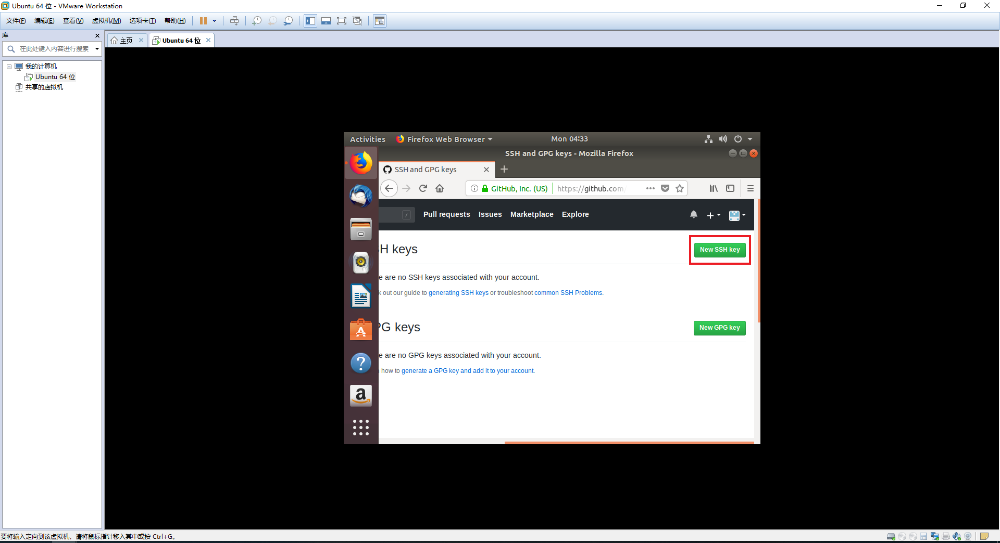 Ubuntu 64 位 - VMware Workstation
文件(F) 编辑(E) 查看(V) 虚拟机(M) 选项卡(T) 帮助(H)
库
在此处键入内容进行搜索
我的计算机
Ubuntu 64 位
共享的虚拟机
主页
Ubuntu 64 位
Activities
Firefox Web Browser
Mon 04:33
SSH and GPG keys - Mozilla Firefox
SSH and GPG keys
GitHub, Inc. (US)
https://github.com/
/
Pull requests Issues Marketplace Explore
H keys
New SSH key
e are no SSH keys associated with your account.
k out our guide to generating SSH keys or troubleshoot common SSH Problems.
PG keys
New GPG key
e are no GPG keys associated with your account.
how to generate a GPG key and add it to your account.
要将输入定向到该虚拟机，请将鼠标指针移入其中或按 Ctrl+G。